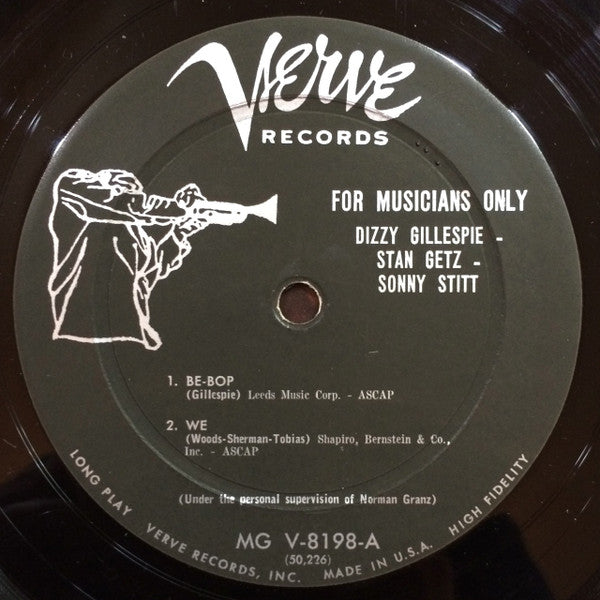 Verve
RECORDS
FOR MUSICIANS ONLY
DIZZY GILLESPIE -
STAN GETZ -
SONNY STITT
1. BE-BOP
(Gillespie) Leeds Music Corp. - ASCAP
2. WE
(Woods-Sherman-Tobias) Shapiro, Bernstein & Co.,
Inc. - ASCAP
(Under the personal supervision of Norman Granz)
MG V-8198-A
(50,226)
LONG PLAY
VERVE RECORDS, INC. MADE IN U.S.A.
HIGH FIDELITY